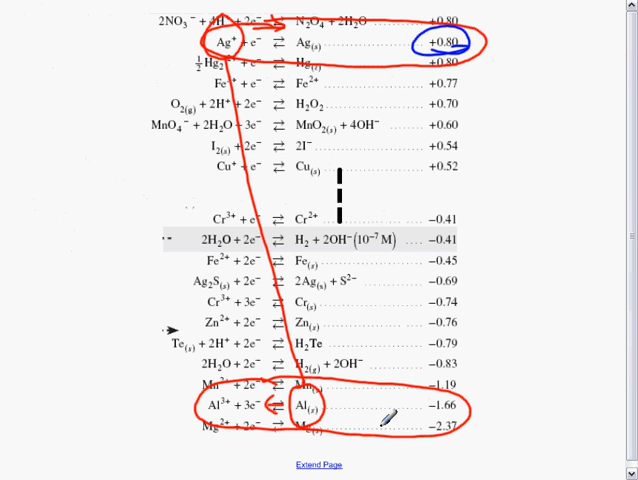 2NO₃⁻ + 4H⁺ + 2e⁻ ⇄ N₂O₄ + 2H₂O ........ +0.80
Ag⁺ + e⁻ ⇄ Ag(s) ........ +0.80
½Hg₂²⁺ + e⁻ ⇄ Hg(l) ........ +0.80
Fe³⁺ + e⁻ ⇄ Fe²⁺ ........ +0.77
O₂(g) + 2H⁺ + 2e⁻ ⇄ H₂O₂ ........ +0.70
MnO₄⁻ + 2H₂O + 3e⁻ ⇄ MnO₂(s) + 4OH⁻ ........ +0.60
I₂(s) + 2e⁻ ⇄ 2I⁻ ........ +0.54
Cu⁺ + e⁻ ⇄ Cu(s) ........ +0.52
Cr³⁺ + e⁻ ⇄ Cr²⁺ ........ −0.41
2H₂O + 2e⁻ ⇄ H₂ + 2OH⁻(10⁻⁷ M) .... −0.41
Fe²⁺ + 2e⁻ ⇄ Fe(s) ........ −0.45
Ag₂S(s) + 2e⁻ ⇄ 2Ag(s) + S²⁻ ........ −0.69
Cr³⁺ + 3e⁻ ⇄ Cr(s) ........ −0.74
Zn²⁺ + 2e⁻ ⇄ Zn(s) ........ −0.76
Te(s) + 2H⁺ + 2e⁻ ⇄ H₂Te ........ −0.79
2H₂O + 2e⁻ ⇄ H₂(g) + 2OH⁻ ........ −0.83
Mn²⁺ + 2e⁻ ⇄ Mn(s) ........ −1.19
Al³⁺ + 3e⁻ ⇄ Al(s) ........ −1.66
Mg²⁺ + 2e⁻ ⇄ Mg(s) ........ −2.37
Extend Page